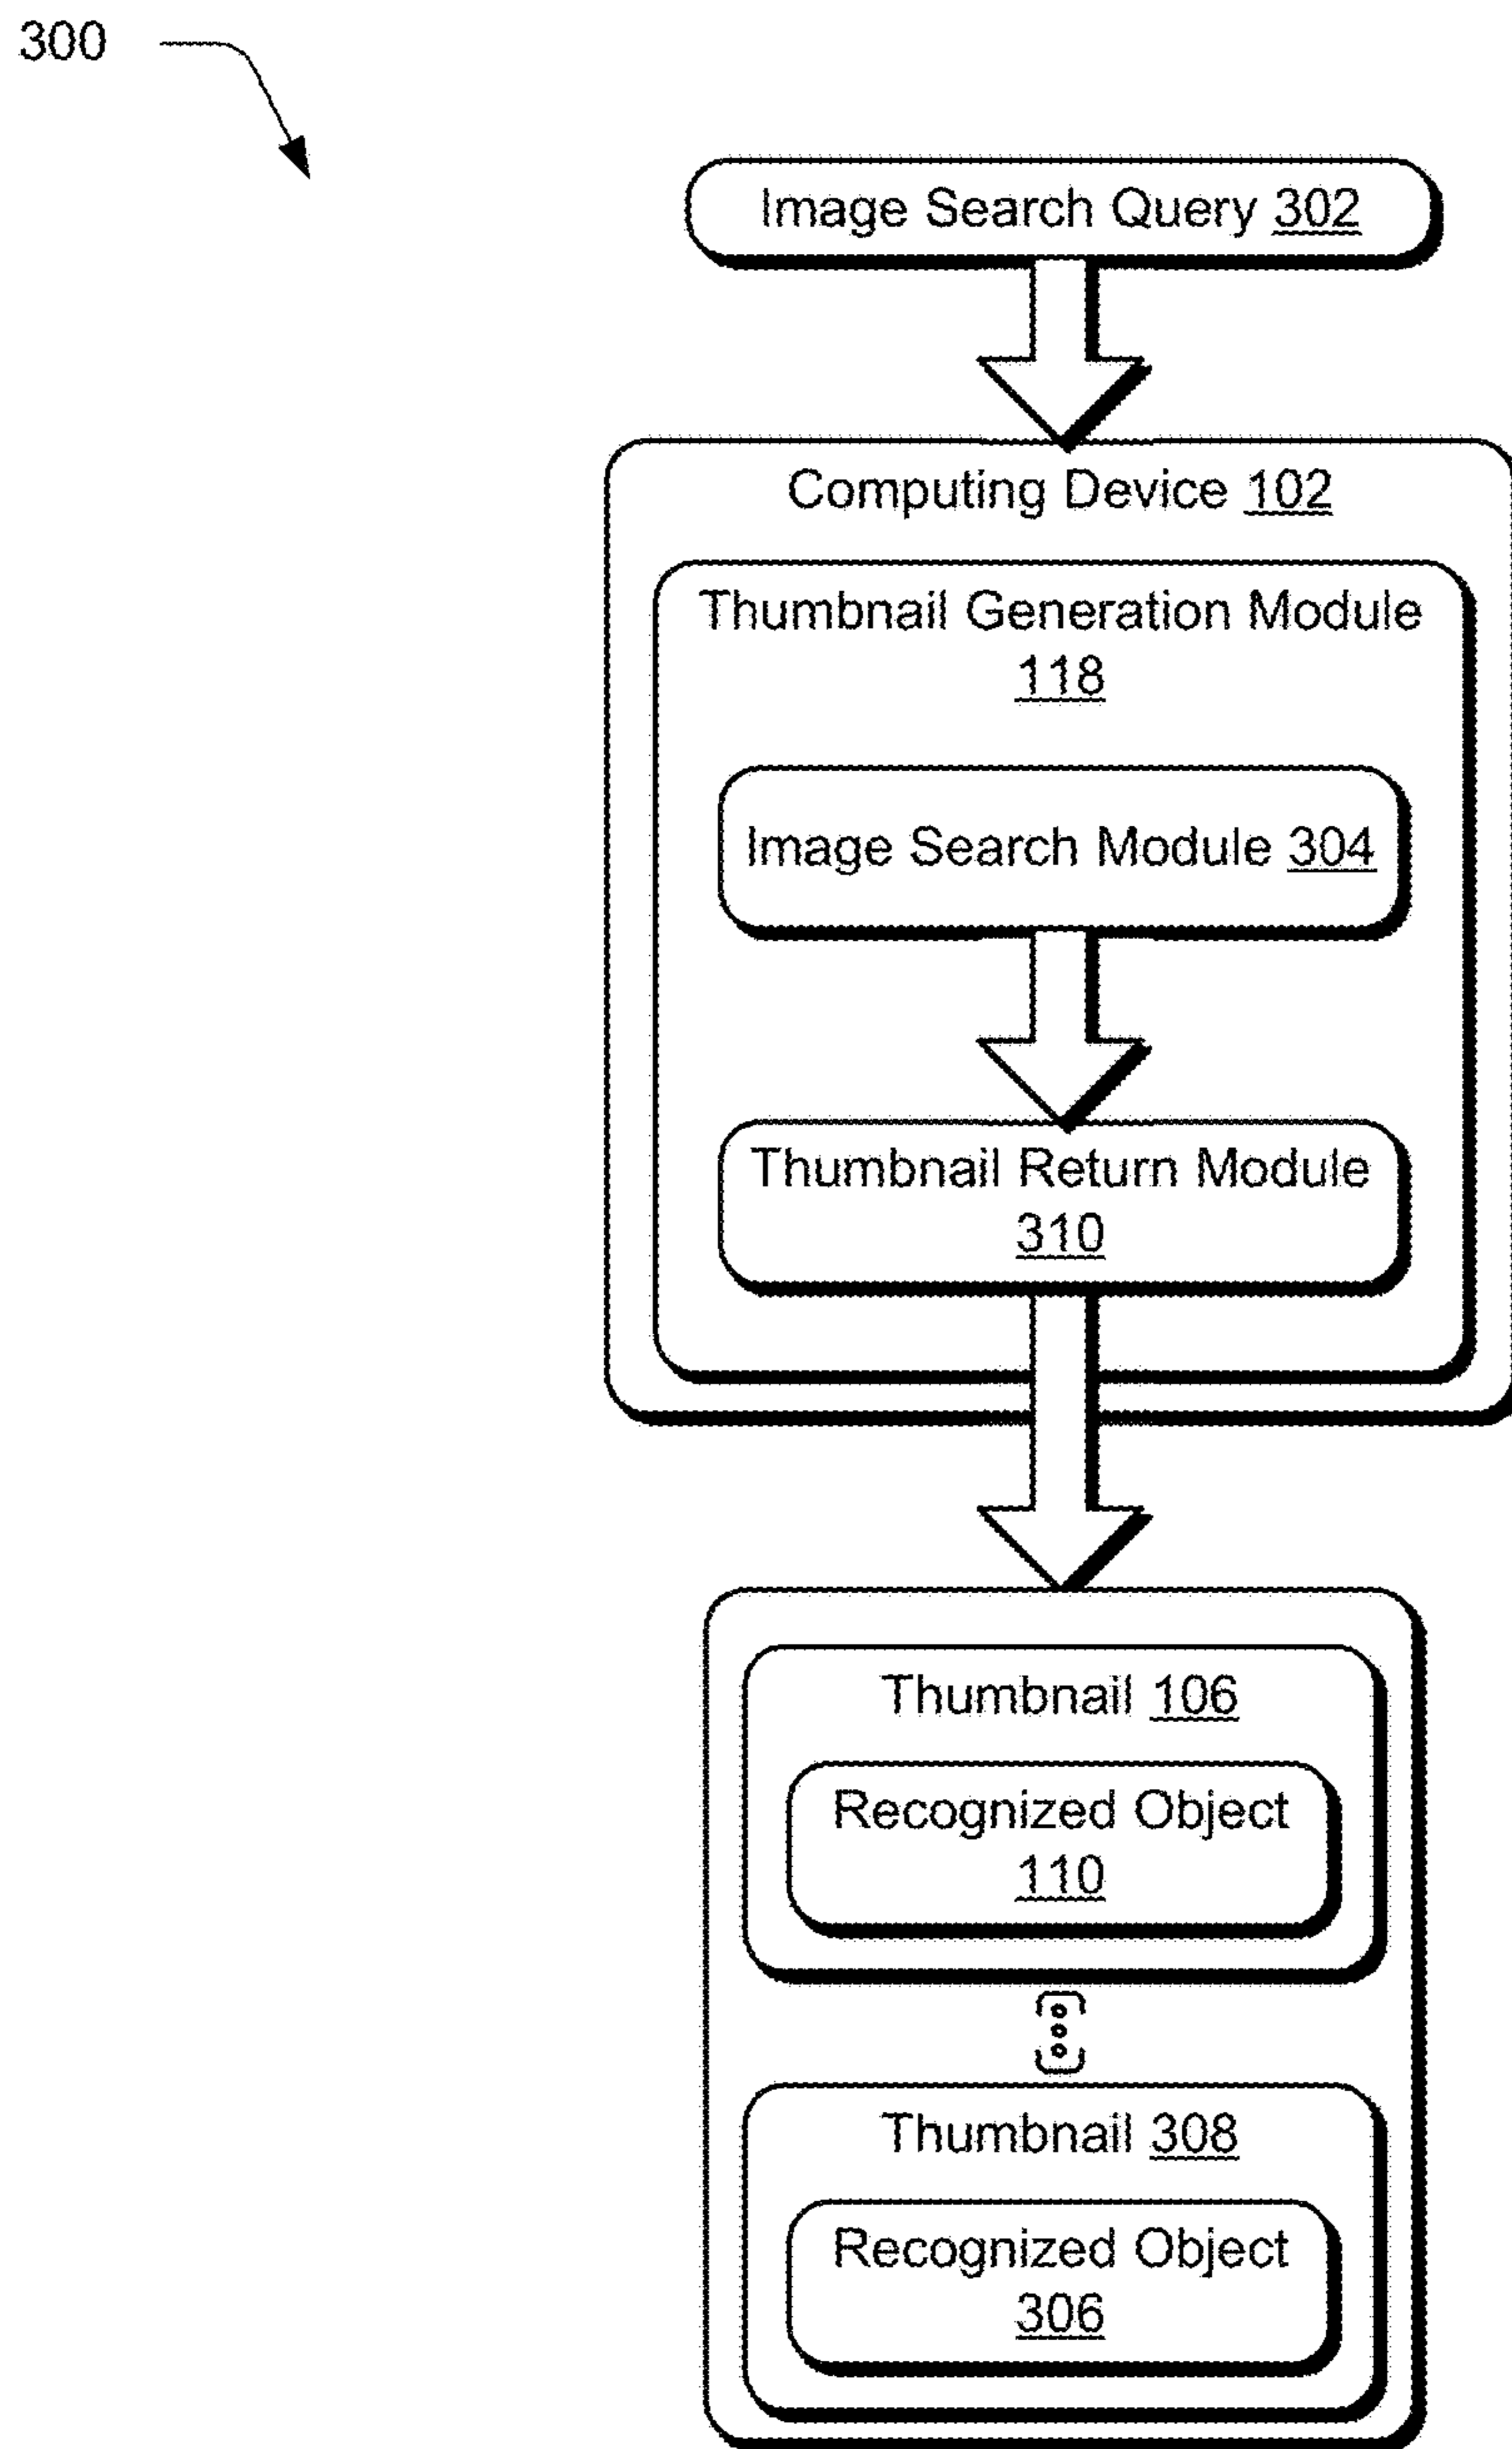 300
Image Search Query 302
Computing Device 102
Thumbnail Generation Module
118
Image Search Module 304
Thumbnail Return Module
310
Thumbnail 106
Recognized Object
110
Thumbnail 308
Recognized Object
306